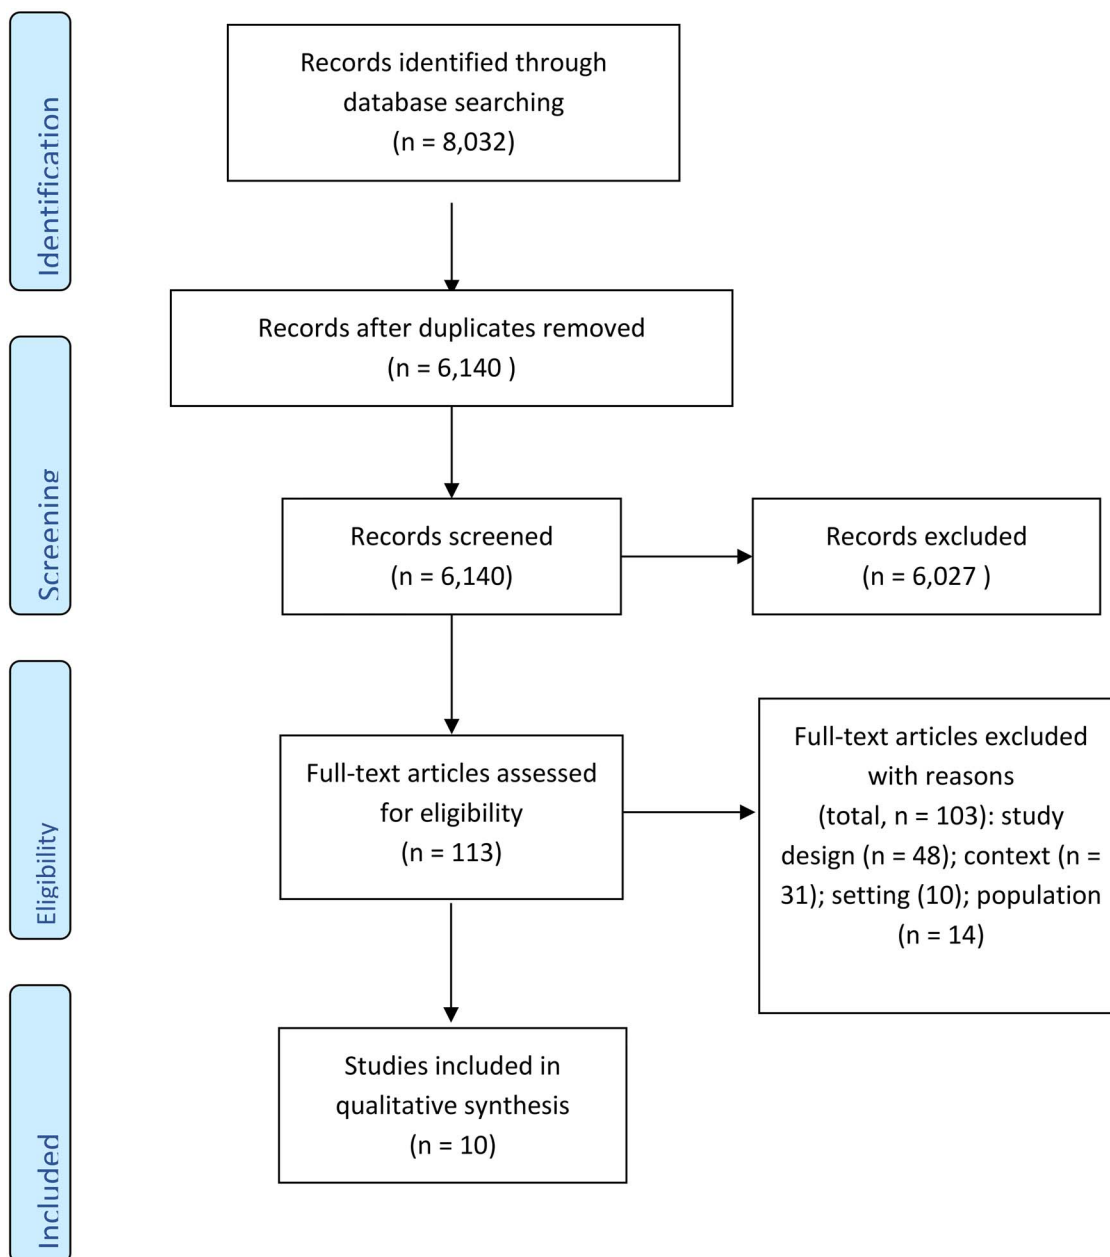 Identification
Records identified through
database searching
(n = 8,032)
Records after duplicates removed
(n = 6,140 )
Screening
Records screened
(n = 6,140)
Records excluded
(n = 6,027 )
Eligibility
Full-text articles assessed
for eligibility
(n = 113)
Full-text articles excluded
with reasons
(total, n = 103): study
design (n = 48); context (n =
31); setting (10); population
(n = 14)
Included
Studies included in
qualitative synthesis
(n = 10)